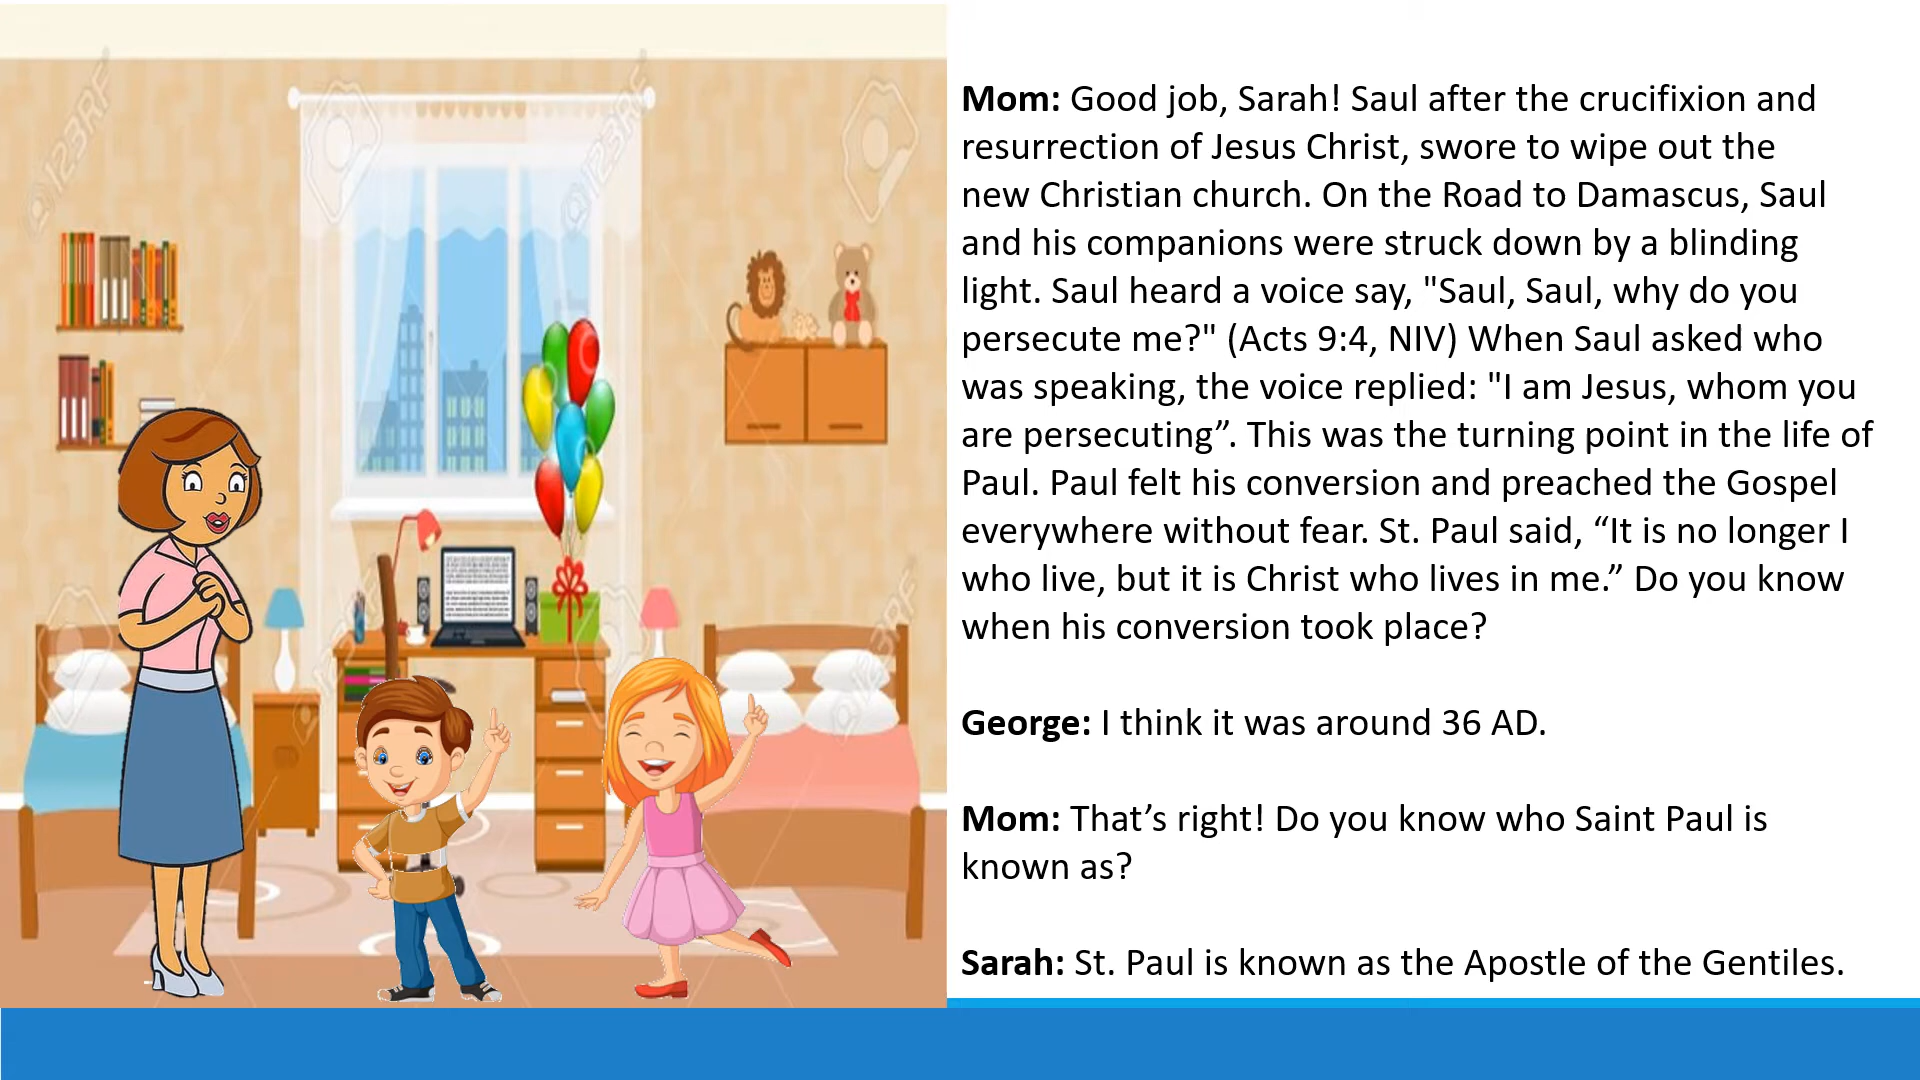 Mom: Good job, Sarah! Saul after the crucifixion and
resurrection of Jesus Christ, swore to wipe out the
new Christian church. On the Road to Damascus, Saul
and his companions were struck down by a blinding
light. Saul heard a voice say, "Saul, Saul, why do you
persecute me?" (Acts 9:4, NIV) When Saul asked who
was speaking, the voice replied: "I am Jesus, whom you
are persecuting”. This was the turning point in the life of
Paul. Paul felt his conversion and preached the Gospel
everywhere without fear. St. Paul said, “It is no longer I
who live, but it is Christ who lives in me.” Do you know
when his conversion took place?
George: I think it was around 36 AD.
Mom: That’s right! Do you know who Saint Paul is
known as?
Sarah: St. Paul is known as the Apostle of the Gentiles.
123RF
123RF
123RF